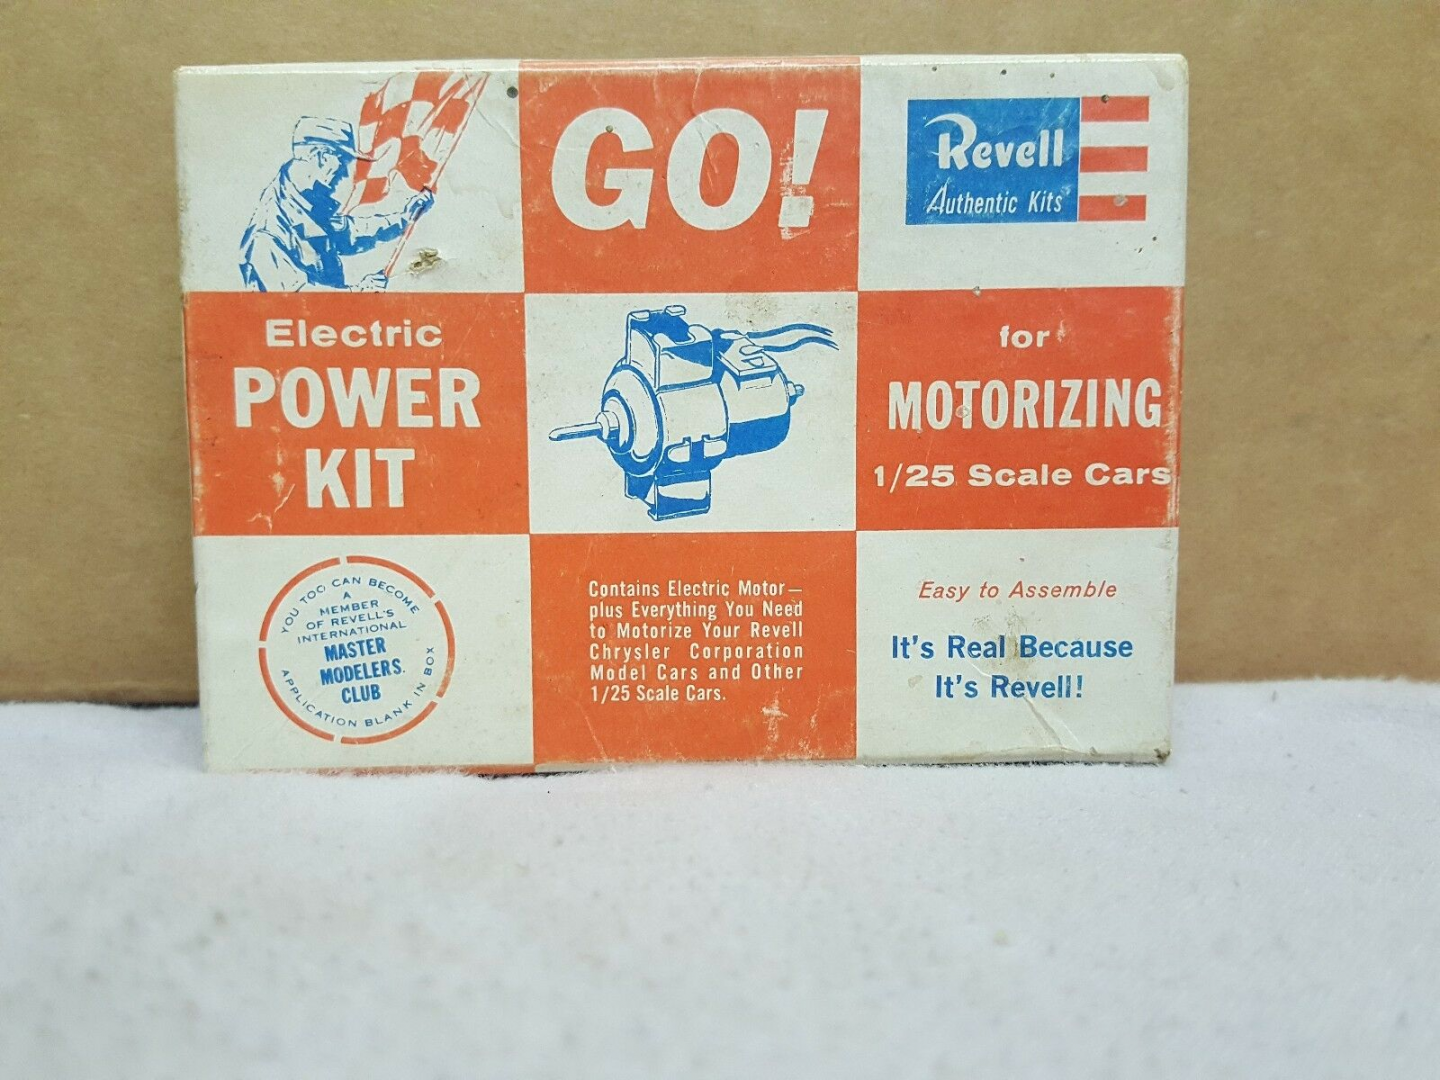 GO!
Revell
Authentic Kits
Electric
POWER
KIT
for
MOTORIZING
1/25 Scale Cars
YOU TOO CAN BECOME
A
MEMBER
OF REVELL'S
INTERNATIONAL
MASTER
MODELERS.
CLUB
APPLICATION BLANK IN BOX
Contains Electric Motor—
plus Everything You Need
to Motorize Your Revell
Chrysler Corporation
Model Cars and Other
1/25 Scale Cars.
Easy to Assemble
It's Real Because
It's Revell!